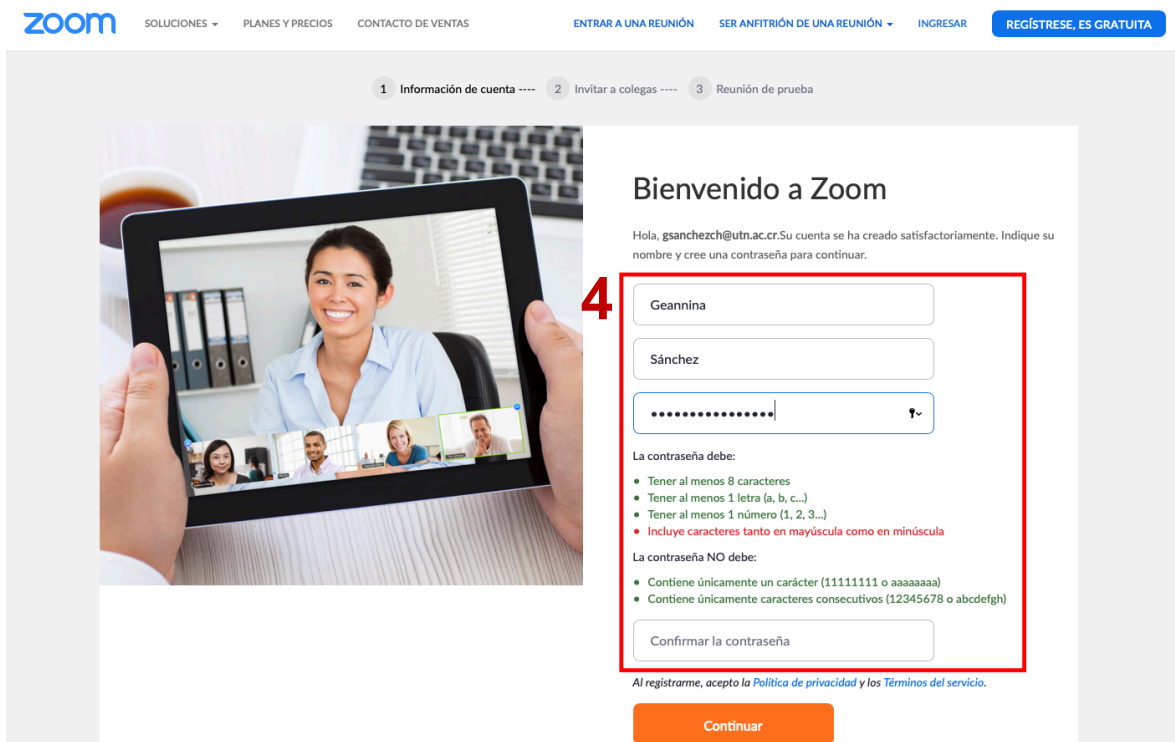 zoom SOLUCIONES PLANES Y PRECIOS CONTACTO DE VENTAS ENTRAR A UNA REUNIÓN SER ANFITRIÓN DE UNA REUNIÓN INGRESAR REGÍSTRESE, ES GRATUITA
1 Información de cuenta ---- 2 Invitar a colegas ---- 3 Reunión de prueba
Bienvenido a Zoom
Hola, gsanchezch@utn.ac.cr.Su cuenta se ha creado satisfactoriamente. Indique su
nombre y cree una contraseña para continuar.
4
Geannina
Sánchez
••••••••••••••••
La contraseña debe:
• Tener al menos 8 caracteres
• Tener al menos 1 letra (a, b, c...)
• Tener al menos 1 número (1, 2, 3...)
• Incluye caracteres tanto en mayúscula como en minúscula
La contraseña NO debe:
• Contiene únicamente un carácter (11111111 o aaaaaaaa)
• Contiene únicamente caracteres consecutivos (12345678 o abcdefgh)
Confirmar la contraseña
Al registrarme, acepto la Política de privacidad y los Términos del servicio.
Continuar